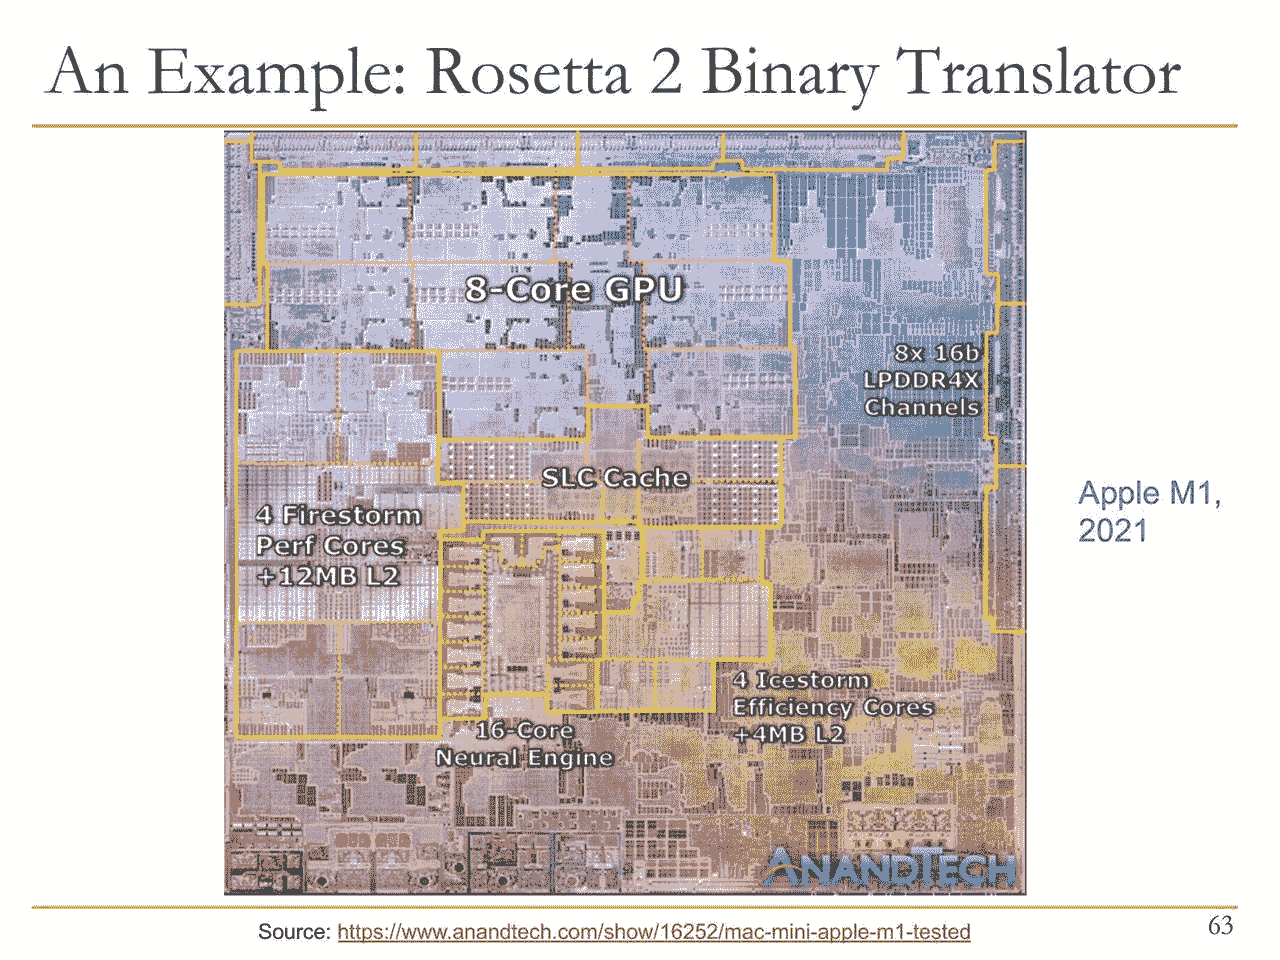 An Example: Rosetta 2 Binary Translator
8-Core GPU
8x 16b
LPDDR4X
Channels
SLC Cache
Apple M1,
2021
4 Firestorm
Perf Cores
+12MB L2
4 Icestorm
Efficiency Cores
+4MB L2
16-Core
Neural Engine
ANANDTECH
Source: https://www.anandtech.com/show/16252/mac-mini-apple-m1-tested
63